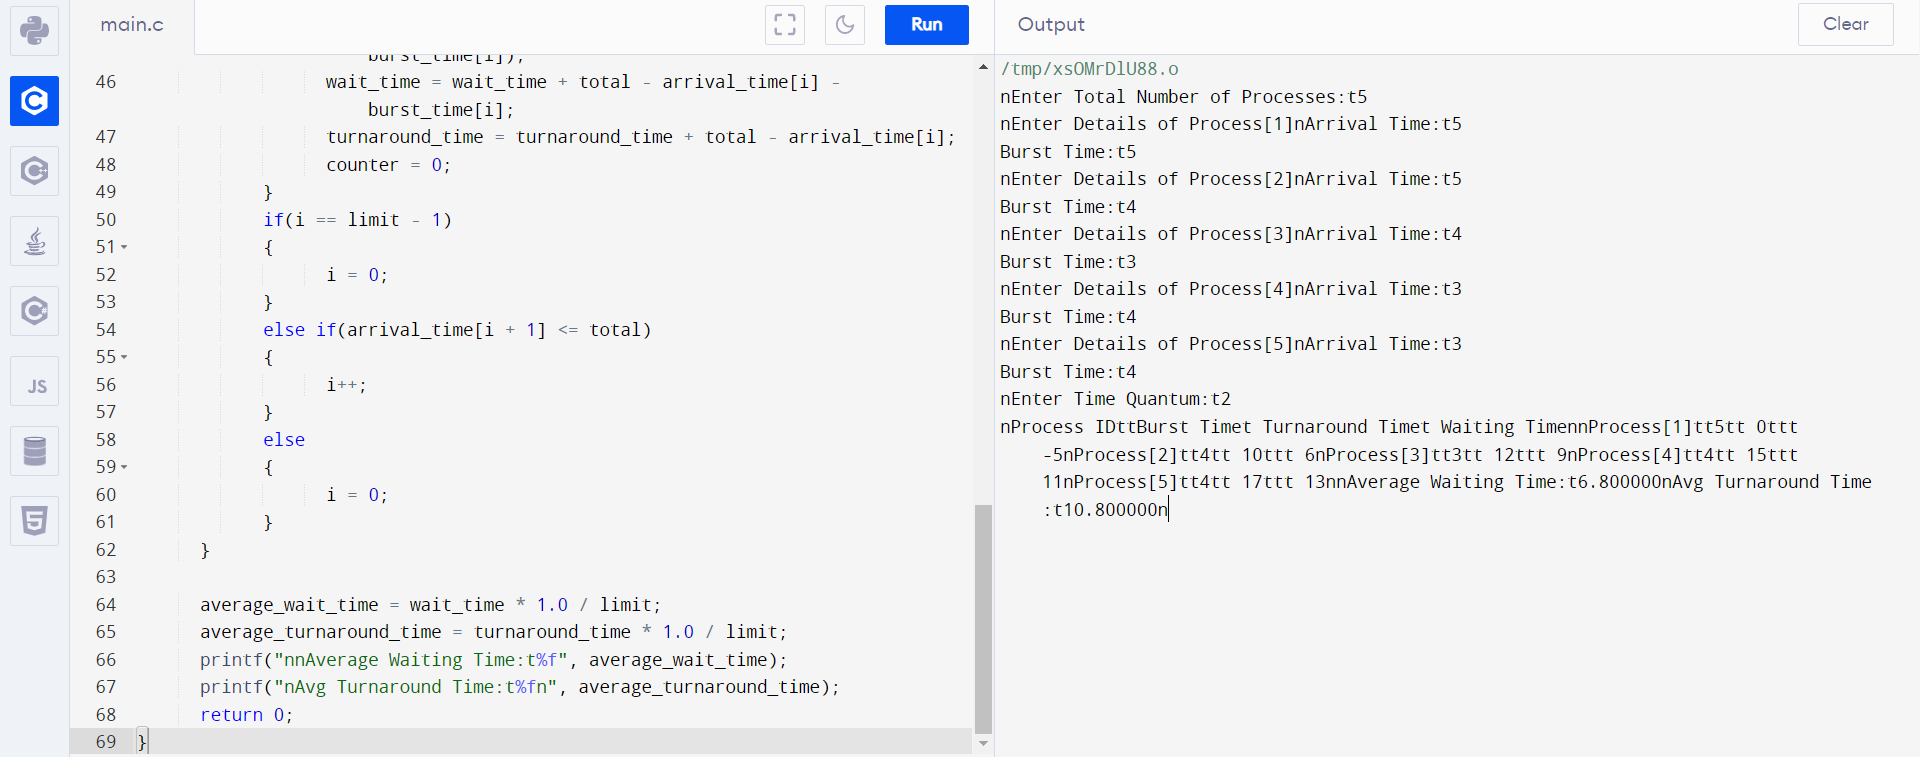 main.c
Run
Output
Clear
JS
burst_time[i]);
46 wait_time = wait_time + total - arrival_time[i] -
burst_time[i];
47 turnaround_time = turnaround_time + total - arrival_time[i];
48 counter = 0;
49 }
50 if(i == limit - 1)
51 {
52 i = 0;
53 }
54 else if(arrival_time[i + 1] <= total)
55 {
56 i++;
57 }
58 else
59 {
60 i = 0;
61 }
62 }
63
64 average_wait_time = wait_time * 1.0 / limit;
65 average_turnaround_time = turnaround_time * 1.0 / limit;
66 printf("nnAverage Waiting Time:t%f", average_wait_time);
67 printf("nAvg Turnaround Time:t%fn", average_turnaround_time);
68 return 0;
69 }
/tmp/xsOMrDlU88.o
nEnter Total Number of Processes:t5
nEnter Details of Process[1]nArrival Time:t5
Burst Time:t5
nEnter Details of Process[2]nArrival Time:t5
Burst Time:t4
nEnter Details of Process[3]nArrival Time:t4
Burst Time:t3
nEnter Details of Process[4]nArrival Time:t3
Burst Time:t4
nEnter Details of Process[5]nArrival Time:t3
Burst Time:t4
nEnter Time Quantum:t2
nProcess IDttBurst Timet Turnaround Timet Waiting TimennProcess[1]tt5tt 0ttt
-5nProcess[2]tt4tt 10ttt 6nProcess[3]tt3tt 12ttt 9nProcess[4]tt4tt 15ttt
11nProcess[5]tt4tt 17ttt 13nnAverage Waiting Time:t6.800000nAvg Turnaround Time
:t10.800000n